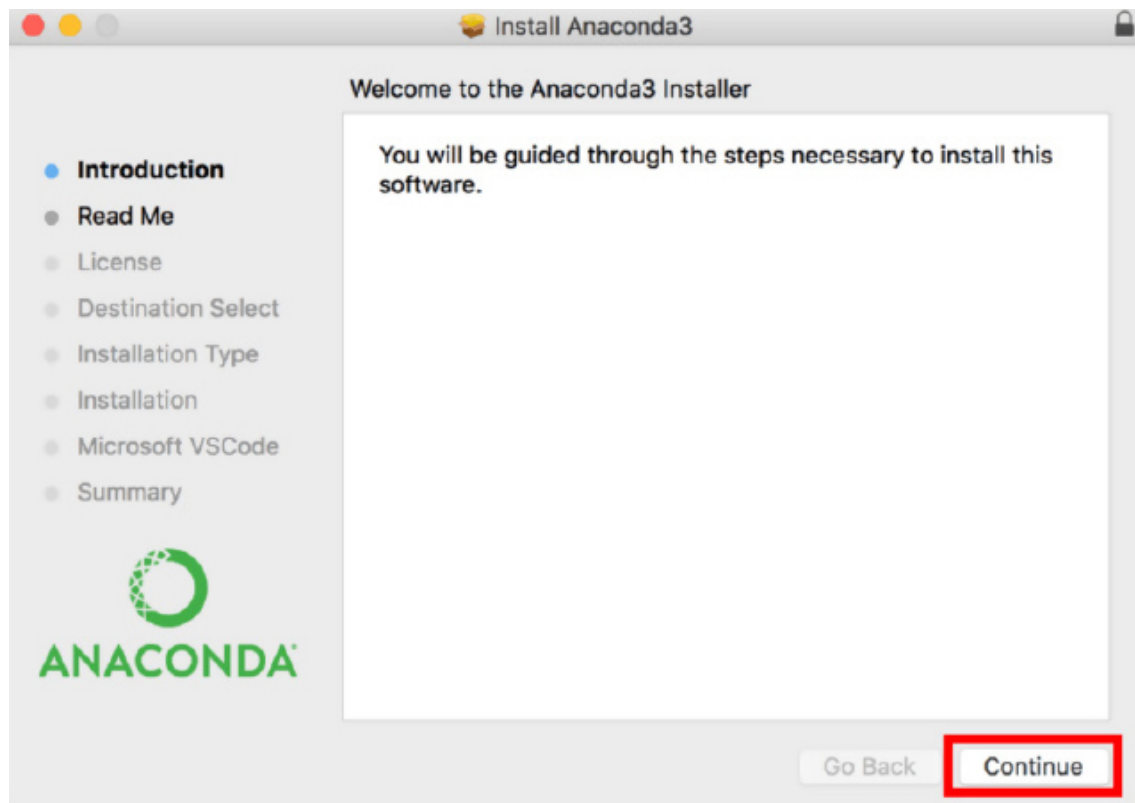 Install Anaconda3
Welcome to the Anaconda3 Installer
Introduction
Read Me
License
Destination Select
Installation Type
Installation
Microsoft VSCode
Summary
ANACONDA
You will be guided through the steps necessary to install this
software.
Go Back
Continue